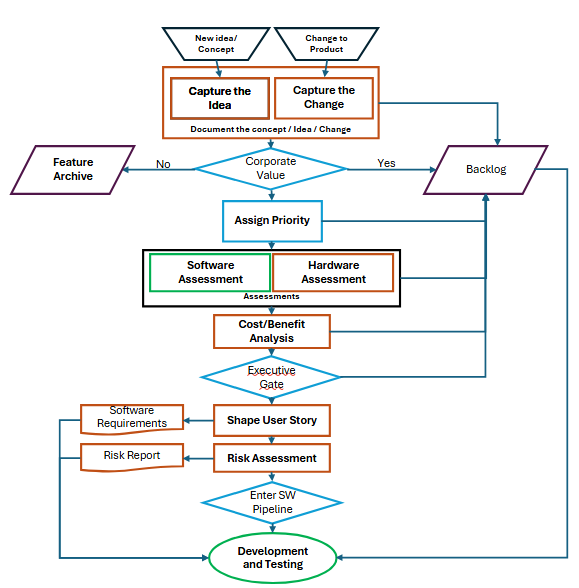 New idea/
Concept
Change to
Product
Capture the
Idea
Capture the
Change
Document the concept / Idea / Change
Feature
Archive
No
Corporate
Value
Yes
Backlog
Assign Priority
Software
Assessment
Hardware
Assessment
Assessments
Cost/Benefit
Analysis
Executive
Gate
Software
Requirements
Shape User Story
Risk Report
Risk Assessment
Enter SW
Pipeline
Development
and Testing